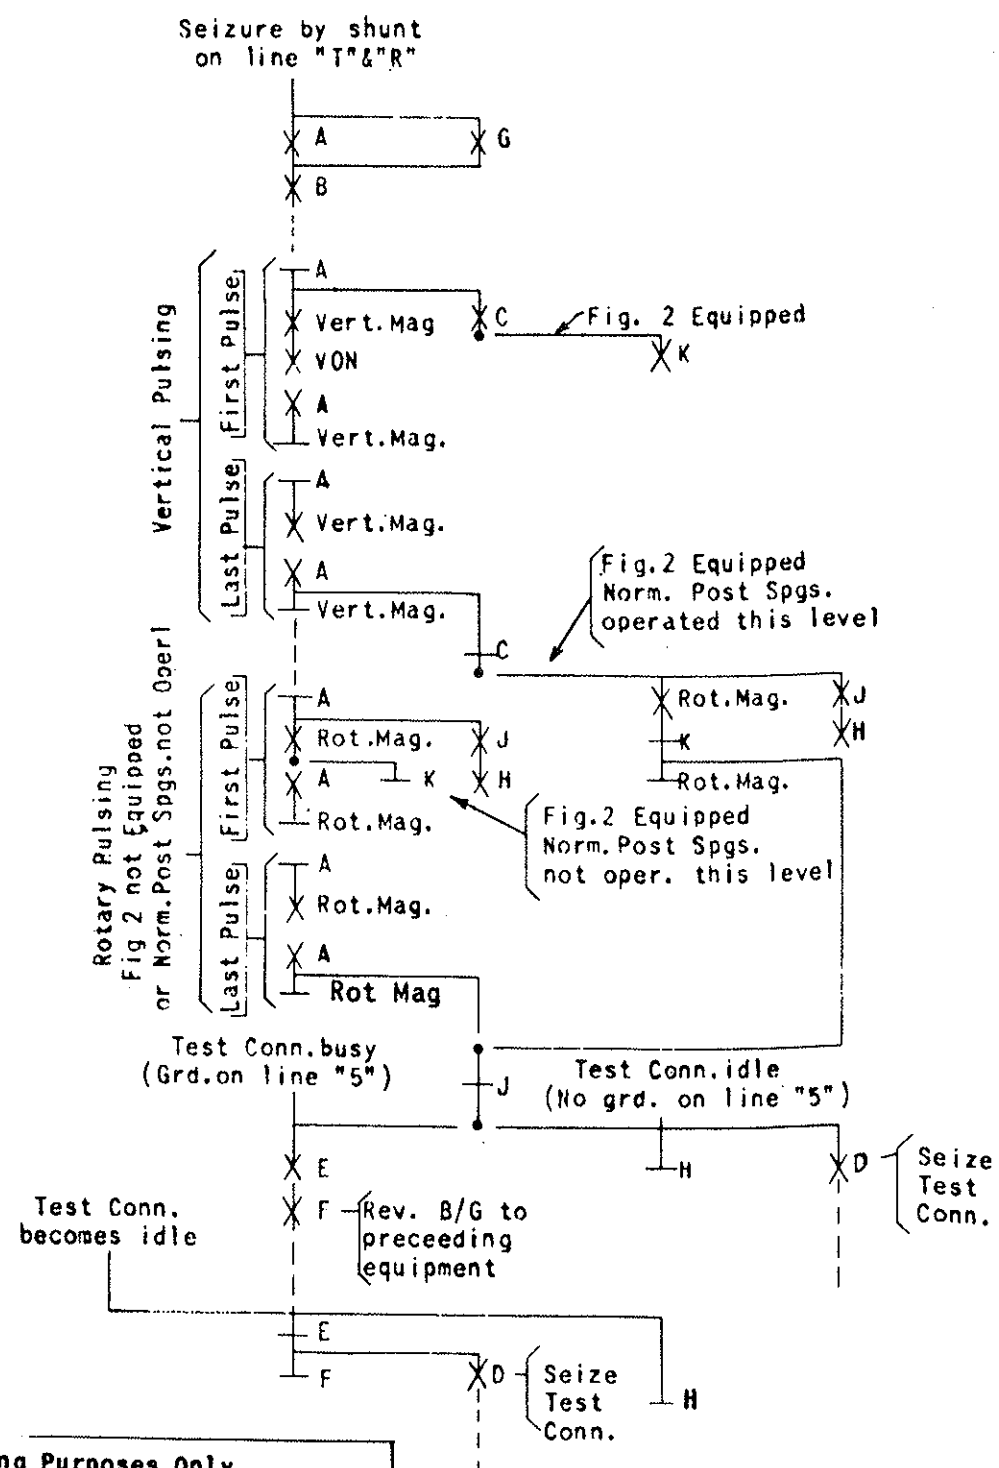 Seizure by shunt
on line "T"&"R"
A
G
B
Vertical Pulsing
First Pulse
A
Vert.Mag
C
Fig. 2 Equipped
K
VON
A
Vert.Mag.
Last Pulse
A
Vert.Mag.
A
Vert.Mag.
C
Fig.2 Equipped
Norm. Post Spgs.
operated this level
Rot.Mag.
J
K
H
Rot.Mag.
Rotary Pulsing
Fig 2 not Equipped
or Norm.Post Spgs.not Oper
First Pulse
A
Rot.Mag.
J
K
H
A
Rot.Mag.
Fig.2 Equipped
Norm.Post Spgs.
not oper. this level
Last Pulse
A
Rot.Mag.
A
Rot Mag
Test Conn.busy
(Grd.on line "5")
J
Test Conn.idle
(No grd. on line "5")
E
H
D
Seize
Test
Conn.
F
Rev. B/G to
preceeding
equipment
Test Conn.
becomes idle
E
F
D
Seize
Test
Conn.
H
Purposes Only